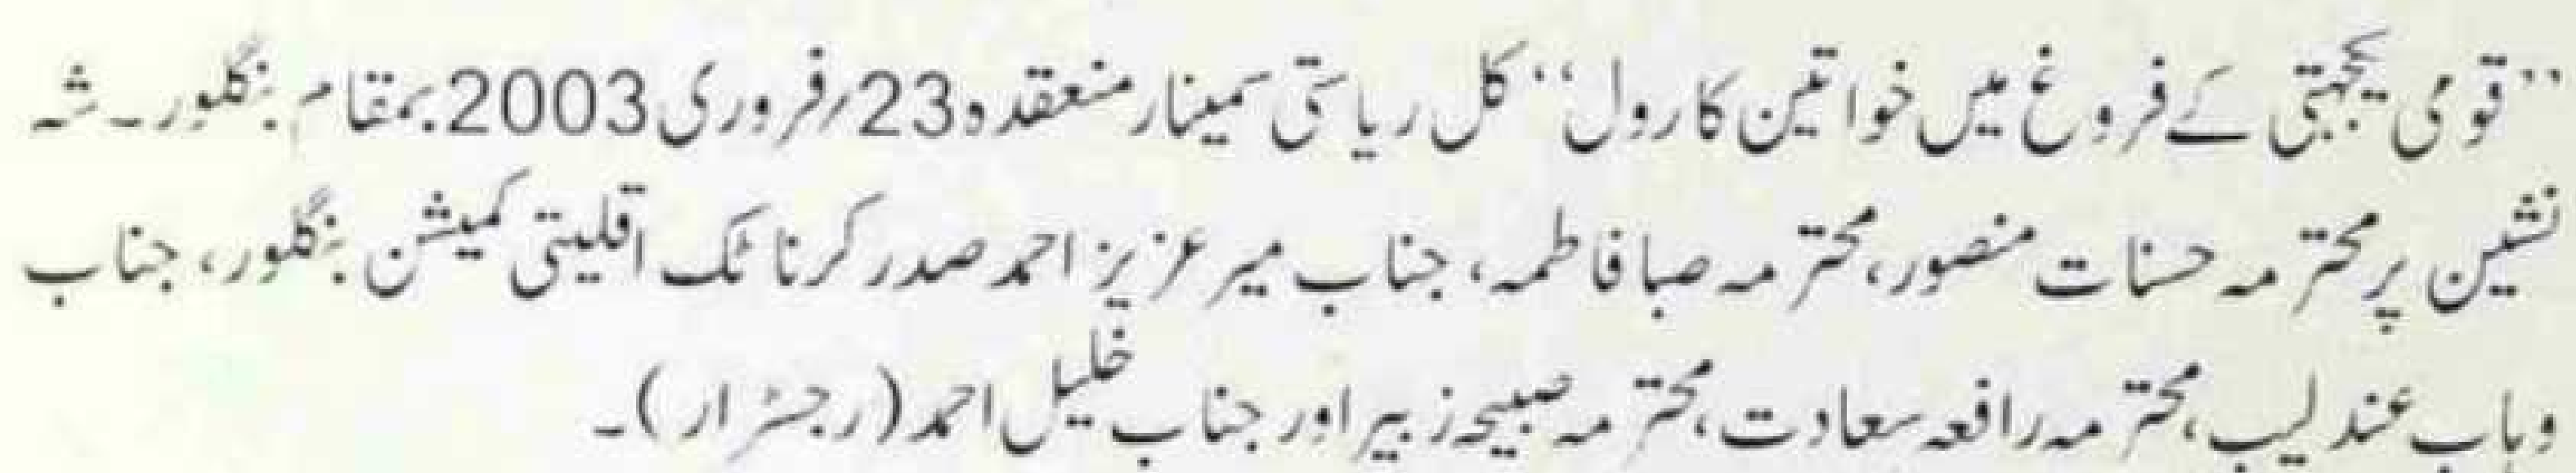 ’’قومی یکجہتی کے فروغ میں خواتین کا رول‘‘ کل ریاستی سمینار منعقدہ 23؍فروری 2003 بمقام بنگلور۔ شہ
نشین پر محترمہ حسنات منصور، محترمہ صبا فاطمہ، جناب میر عزیز احمد صدر کرناٹک اقلیتی کمیشن بنگلور، جناب
وہاب عندلیب، محترمہ رافعہ سعادت، محترمہ صبیحہ زبیر اور جناب خلیل احمد (رجسٹرار)۔